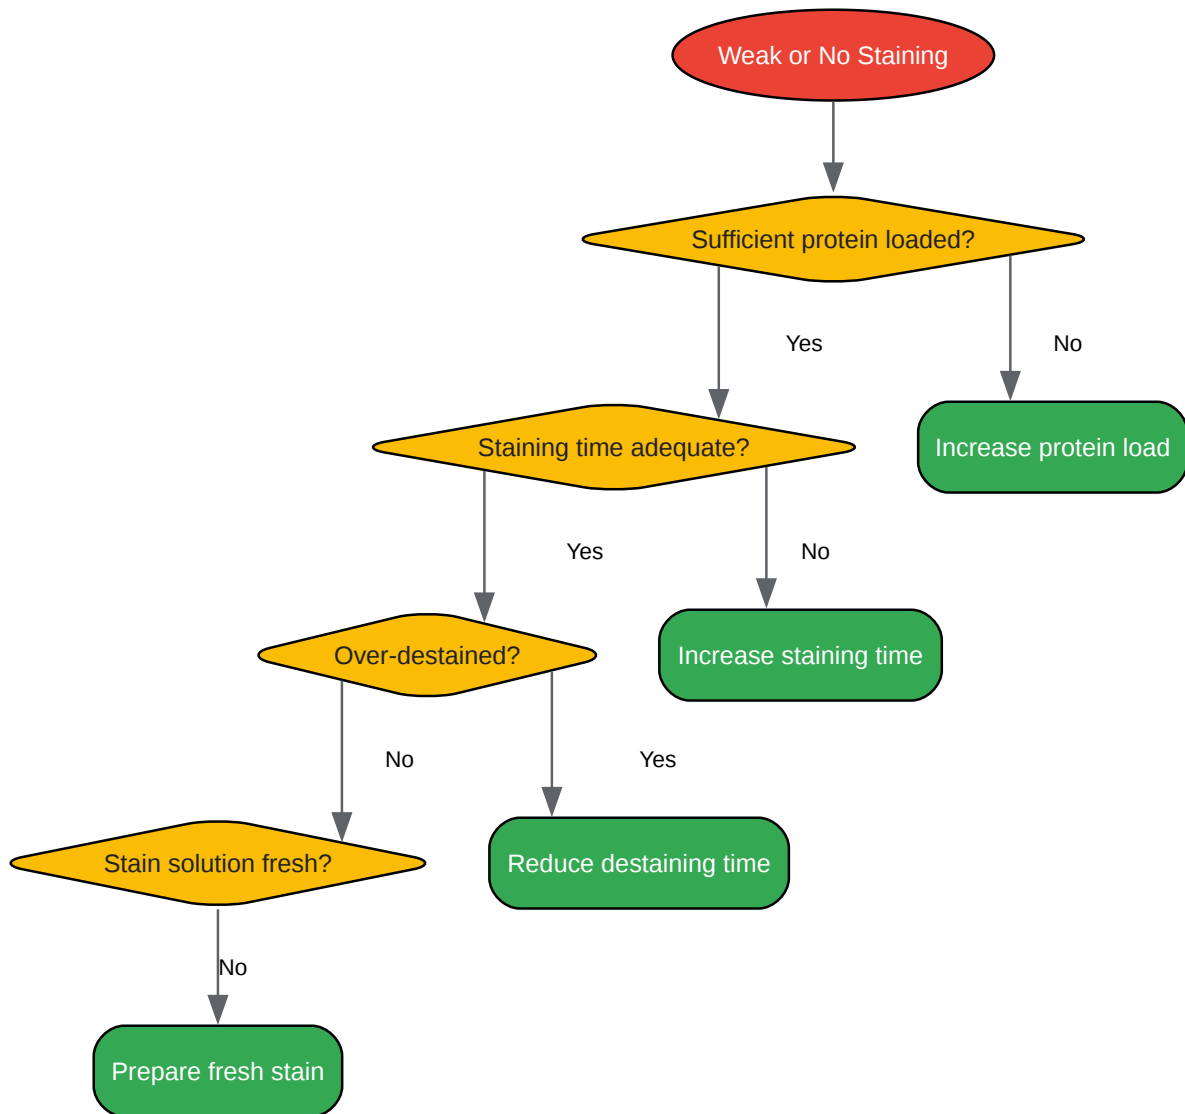 Weak or No Staining
Sufficient protein loaded?
Yes
No
Staining time adequate?
Increase protein load
Yes
No
Over-destained?
Increase staining time
No
Yes
Stain solution fresh?
Reduce destaining time
No
Prepare fresh stain